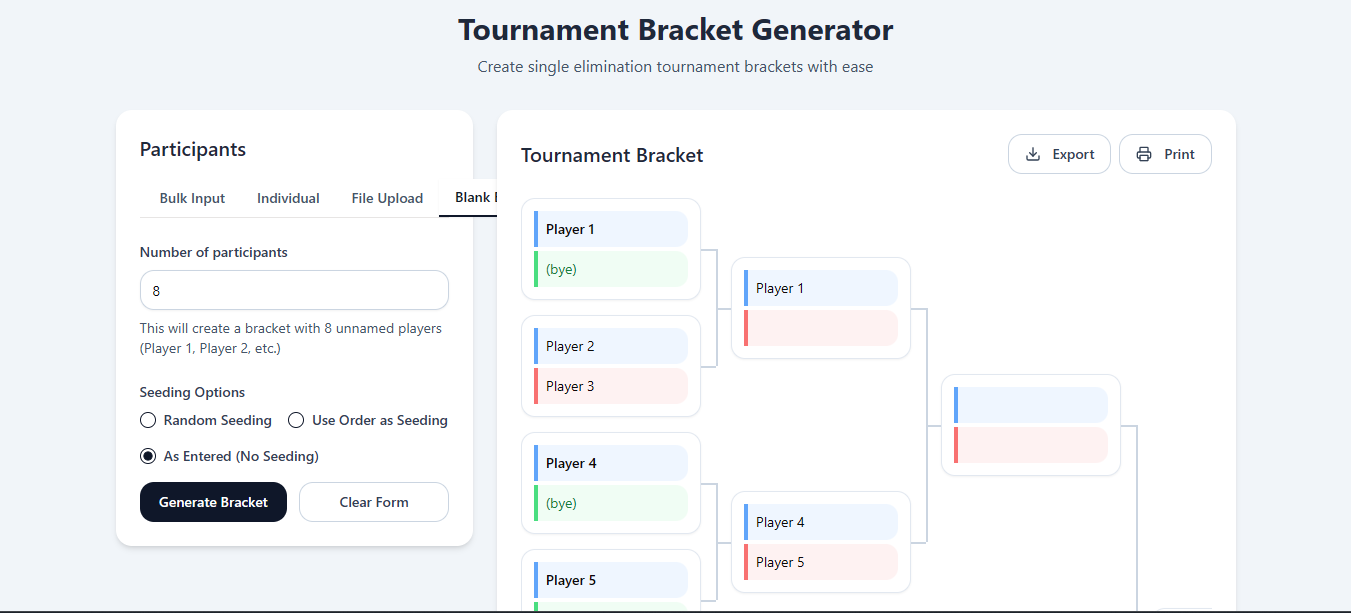 Tournament Bracket Generator
Create single elimination tournament brackets with ease
Participants
Bulk Input
Individual
File Upload
Blank
Number of participants
8
This will create a bracket with 8 unnamed players
(Player 1, Player 2, etc.)
Seeding Options
Random Seeding
Use Order as Seeding
As Entered (No Seeding)
Generate Bracket
Clear Form
Tournament Bracket
Export
Print
Player 1
(bye)
Player 2
Player 3
Player 4
(bye)
Player 5
Player 1
Player 4
Player 5